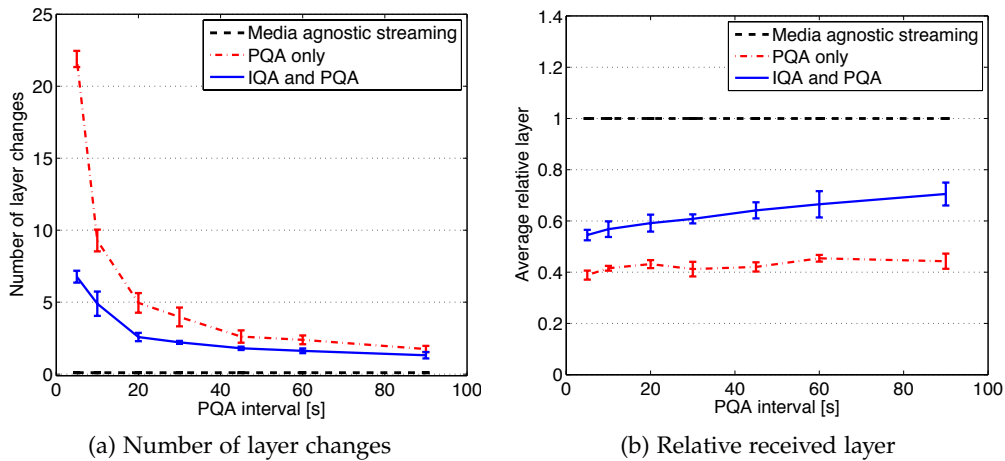 25
20
15
10
5
0
Number of layer changes
Media agnostic streaming
PQA only
IQA and PQA
0 20 40 60 80 100
PQA interval [s]
(a) Number of layer changes
1.4
1.2
1
0.8
0.6
0.4
0.2
0
Average relative layer
Media agnostic streaming
PQA only
IQA and PQA
0 20 40 60 80 100
PQA interval [s]
(b) Relative received layer